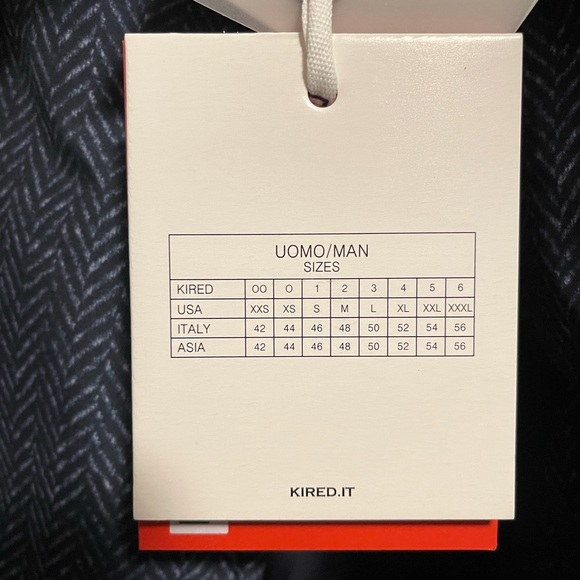 UOMO/MAN
SIZES
KIRED OO O 1 2 3 4 5 6
USA XXS XS S M L XL XXL XXXL
ITALY 42 44 46 48 50 52 54 56
ASIA 42 44 46 48 50 52 54 56
KIRED.IT